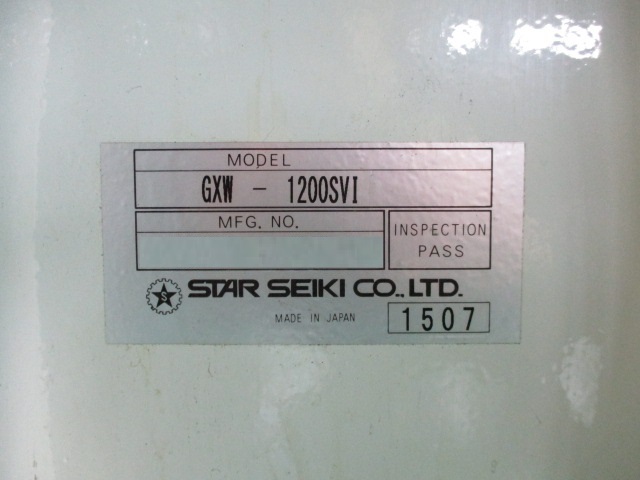 MODEL
GXW - 1200SVI
MFG. NO.
INSPECTION
PASS
S
STAR SEIKI CO., LTD.
MADE IN JAPAN
1507